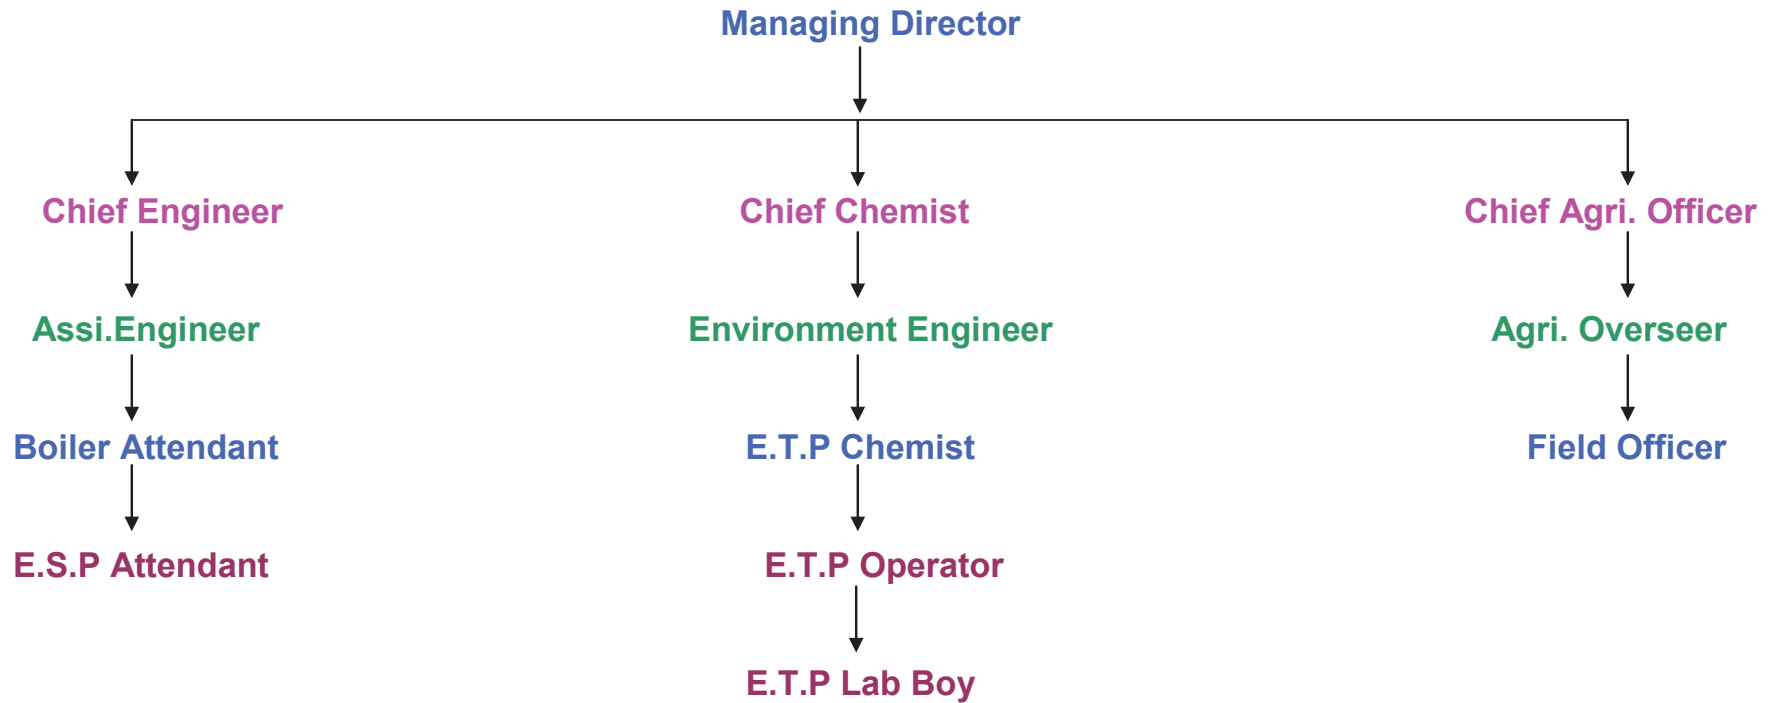 Managing Director
Chief Engineer
Chief Chemist
Chief Agri. Officer
Assi.Engineer
Environment Engineer
Agri. Overseer
Boiler Attendant
E.T.P Chemist
Field Officer
E.S.P Attendant
E.T.P Operator
E.T.P Lab Boy